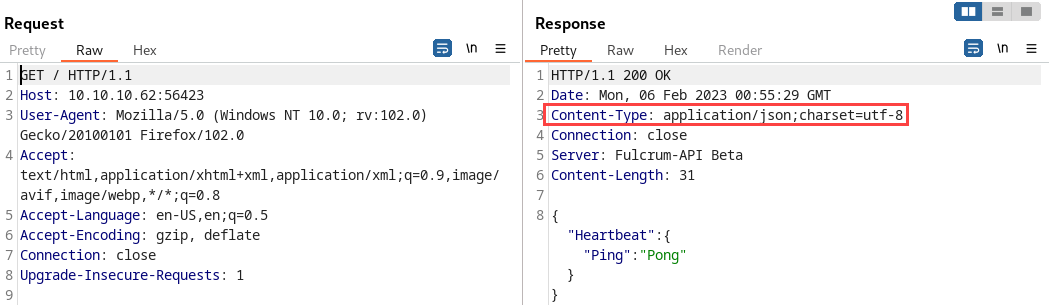 Request
Pretty Raw Hex \n
1 GET / HTTP/1.1
2 Host: 10.10.10.62:56423
3 User-Agent: Mozilla/5.0 (Windows NT 10.0; rv:102.0)
Gecko/20100101 Firefox/102.0
4 Accept:
text/html,application/xhtml+xml,application/xml;q=0.9,image/
avif,image/webp,*/*;q=0.8
5 Accept-Language: en-US,en;q=0.5
6 Accept-Encoding: gzip, deflate
7 Connection: close
8 Upgrade-Insecure-Requests: 1
9
Response
Pretty Raw Hex Render \n
1 HTTP/1.1 200 OK
2 Date: Mon, 06 Feb 2023 00:55:29 GMT
3 Content-Type: application/json;charset=utf-8
4 Connection: close
5 Server: Fulcrum-API Beta
6 Content-Length: 31
7
8 {
"Heartbeat":{
"Ping":"Pong"
}
}